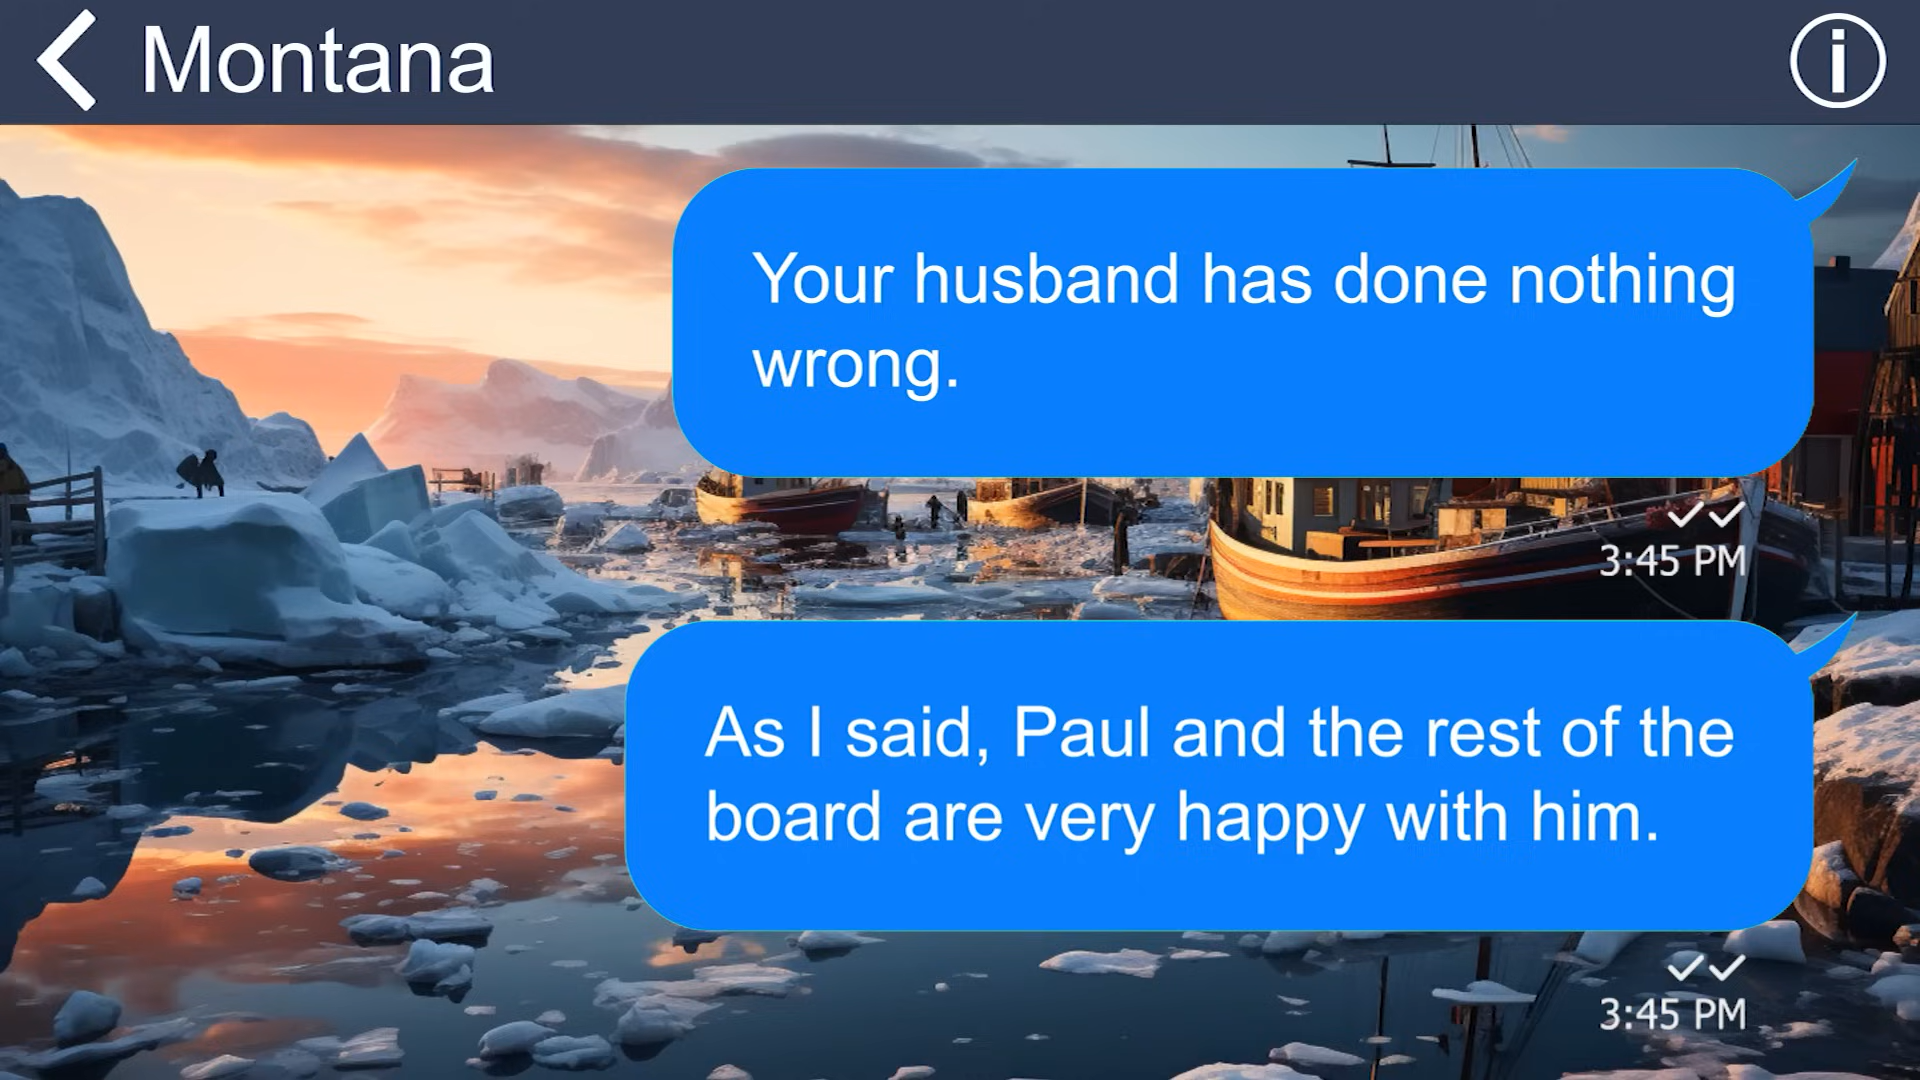 Montana
Your husband has done nothing
wrong.
3:45 PM
As I said, Paul and the rest of the
board are very happy with him.
3:45 PM